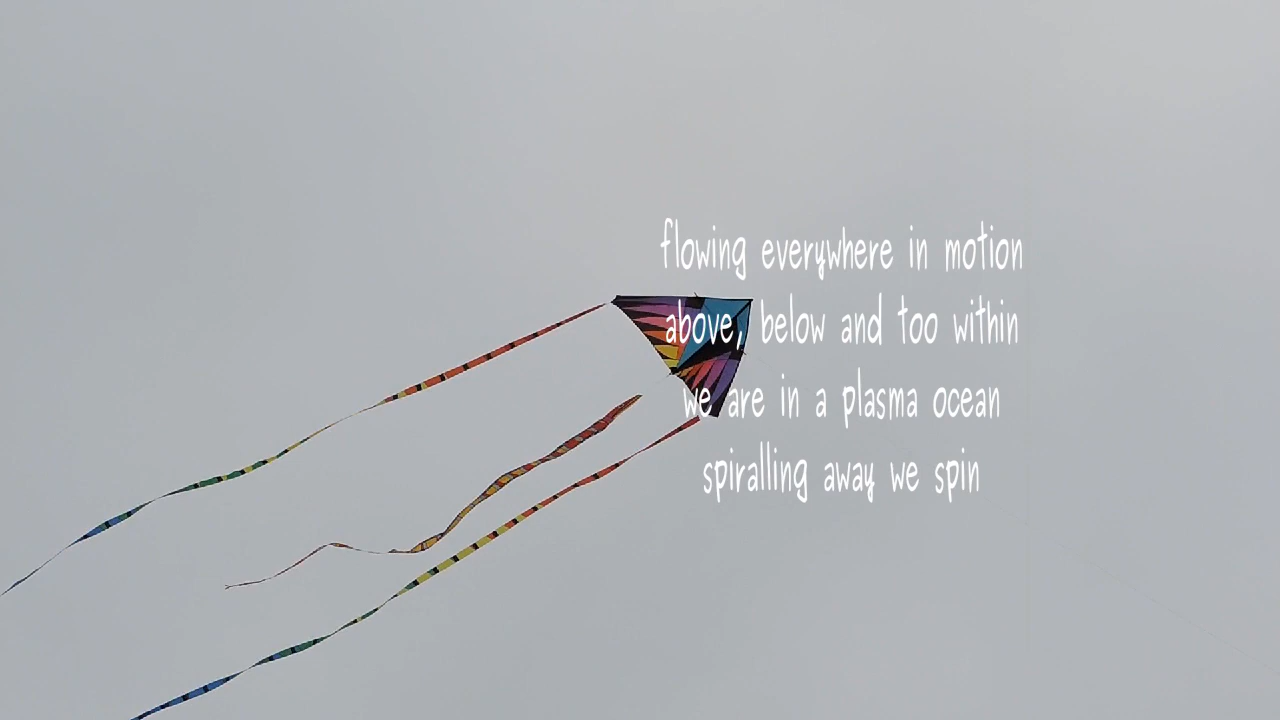 flowing everywhere in motion
above, below and too within
we are in a plasma ocean
spiralling away we spin